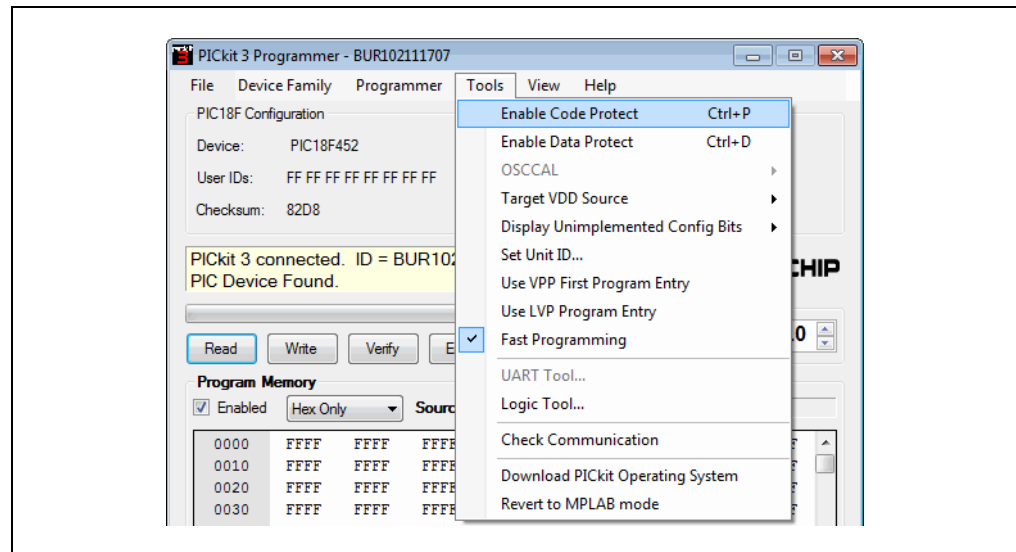 PICkit 3 Programmer - BUR102111707
File Device Family Programmer Tools View Help
PIC18F Configuration
Device: PIC18F452
User IDs: FF FF FF FF FF FF FF FF
Checksum: 82D8
PICkit 3 connected. ID = BUR102
PIC Device Found.
Read Write Verify E
Program Memory
Enabled Hex Only Sourc
0000 FFFF FFFF FFFF
0010 FFFF FFFF FFFF
0020 FFFF FFFF FFFF
0030 FFFF FFFF FFFF
Enable Code Protect Ctrl+P
Enable Data Protect Ctrl+D
OSCCAL
Target VDD Source
Display Unimplemented Config Bits
Set Unit ID...
Use VPP First Program Entry
Use LVP Program Entry
Fast Programming
UART Tool...
Logic Tool...
Check Communication
Download PICkit Operating System
Revert to MPLAB mode
CHIP
.0